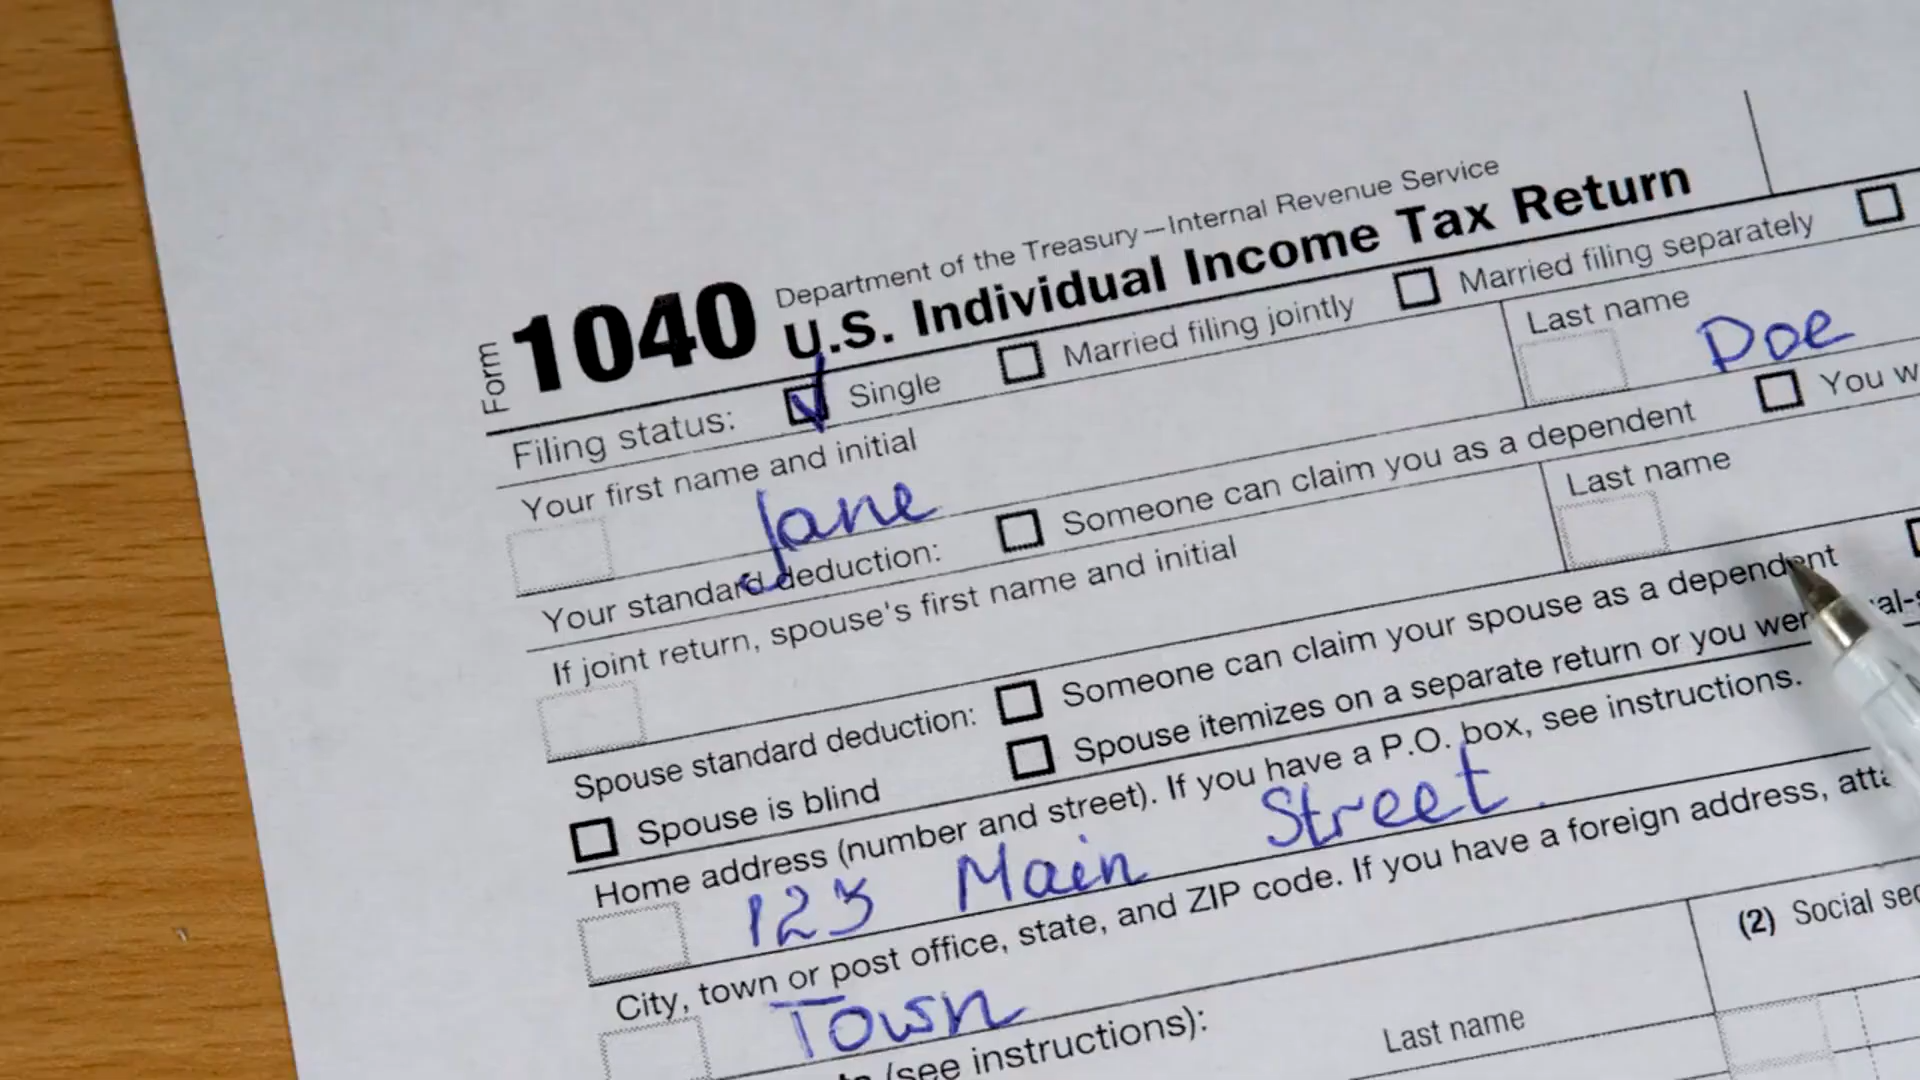 Form 1040 Department of the Treasury—Internal Revenue Service
U.S. Individual Income Tax Return
Filing status: Single Married filing jointly Married filing separately
Your first name and initial Last name
Jane Doe
Your standard deduction: Someone can claim you as a dependent You w
If joint return, spouse's first name and initial Last name
Spouse standard deduction: Someone can claim your spouse as a dependent
Spouse is blind Spouse itemizes on a separate return or you were al-s
Home address (number and street). If you have a P.O. box, see instructions.
123 Main Street.
City, town or post office, state, and ZIP code. If you have a foreign address, atta
Town
(see instructions): (2) Social sec
Last name